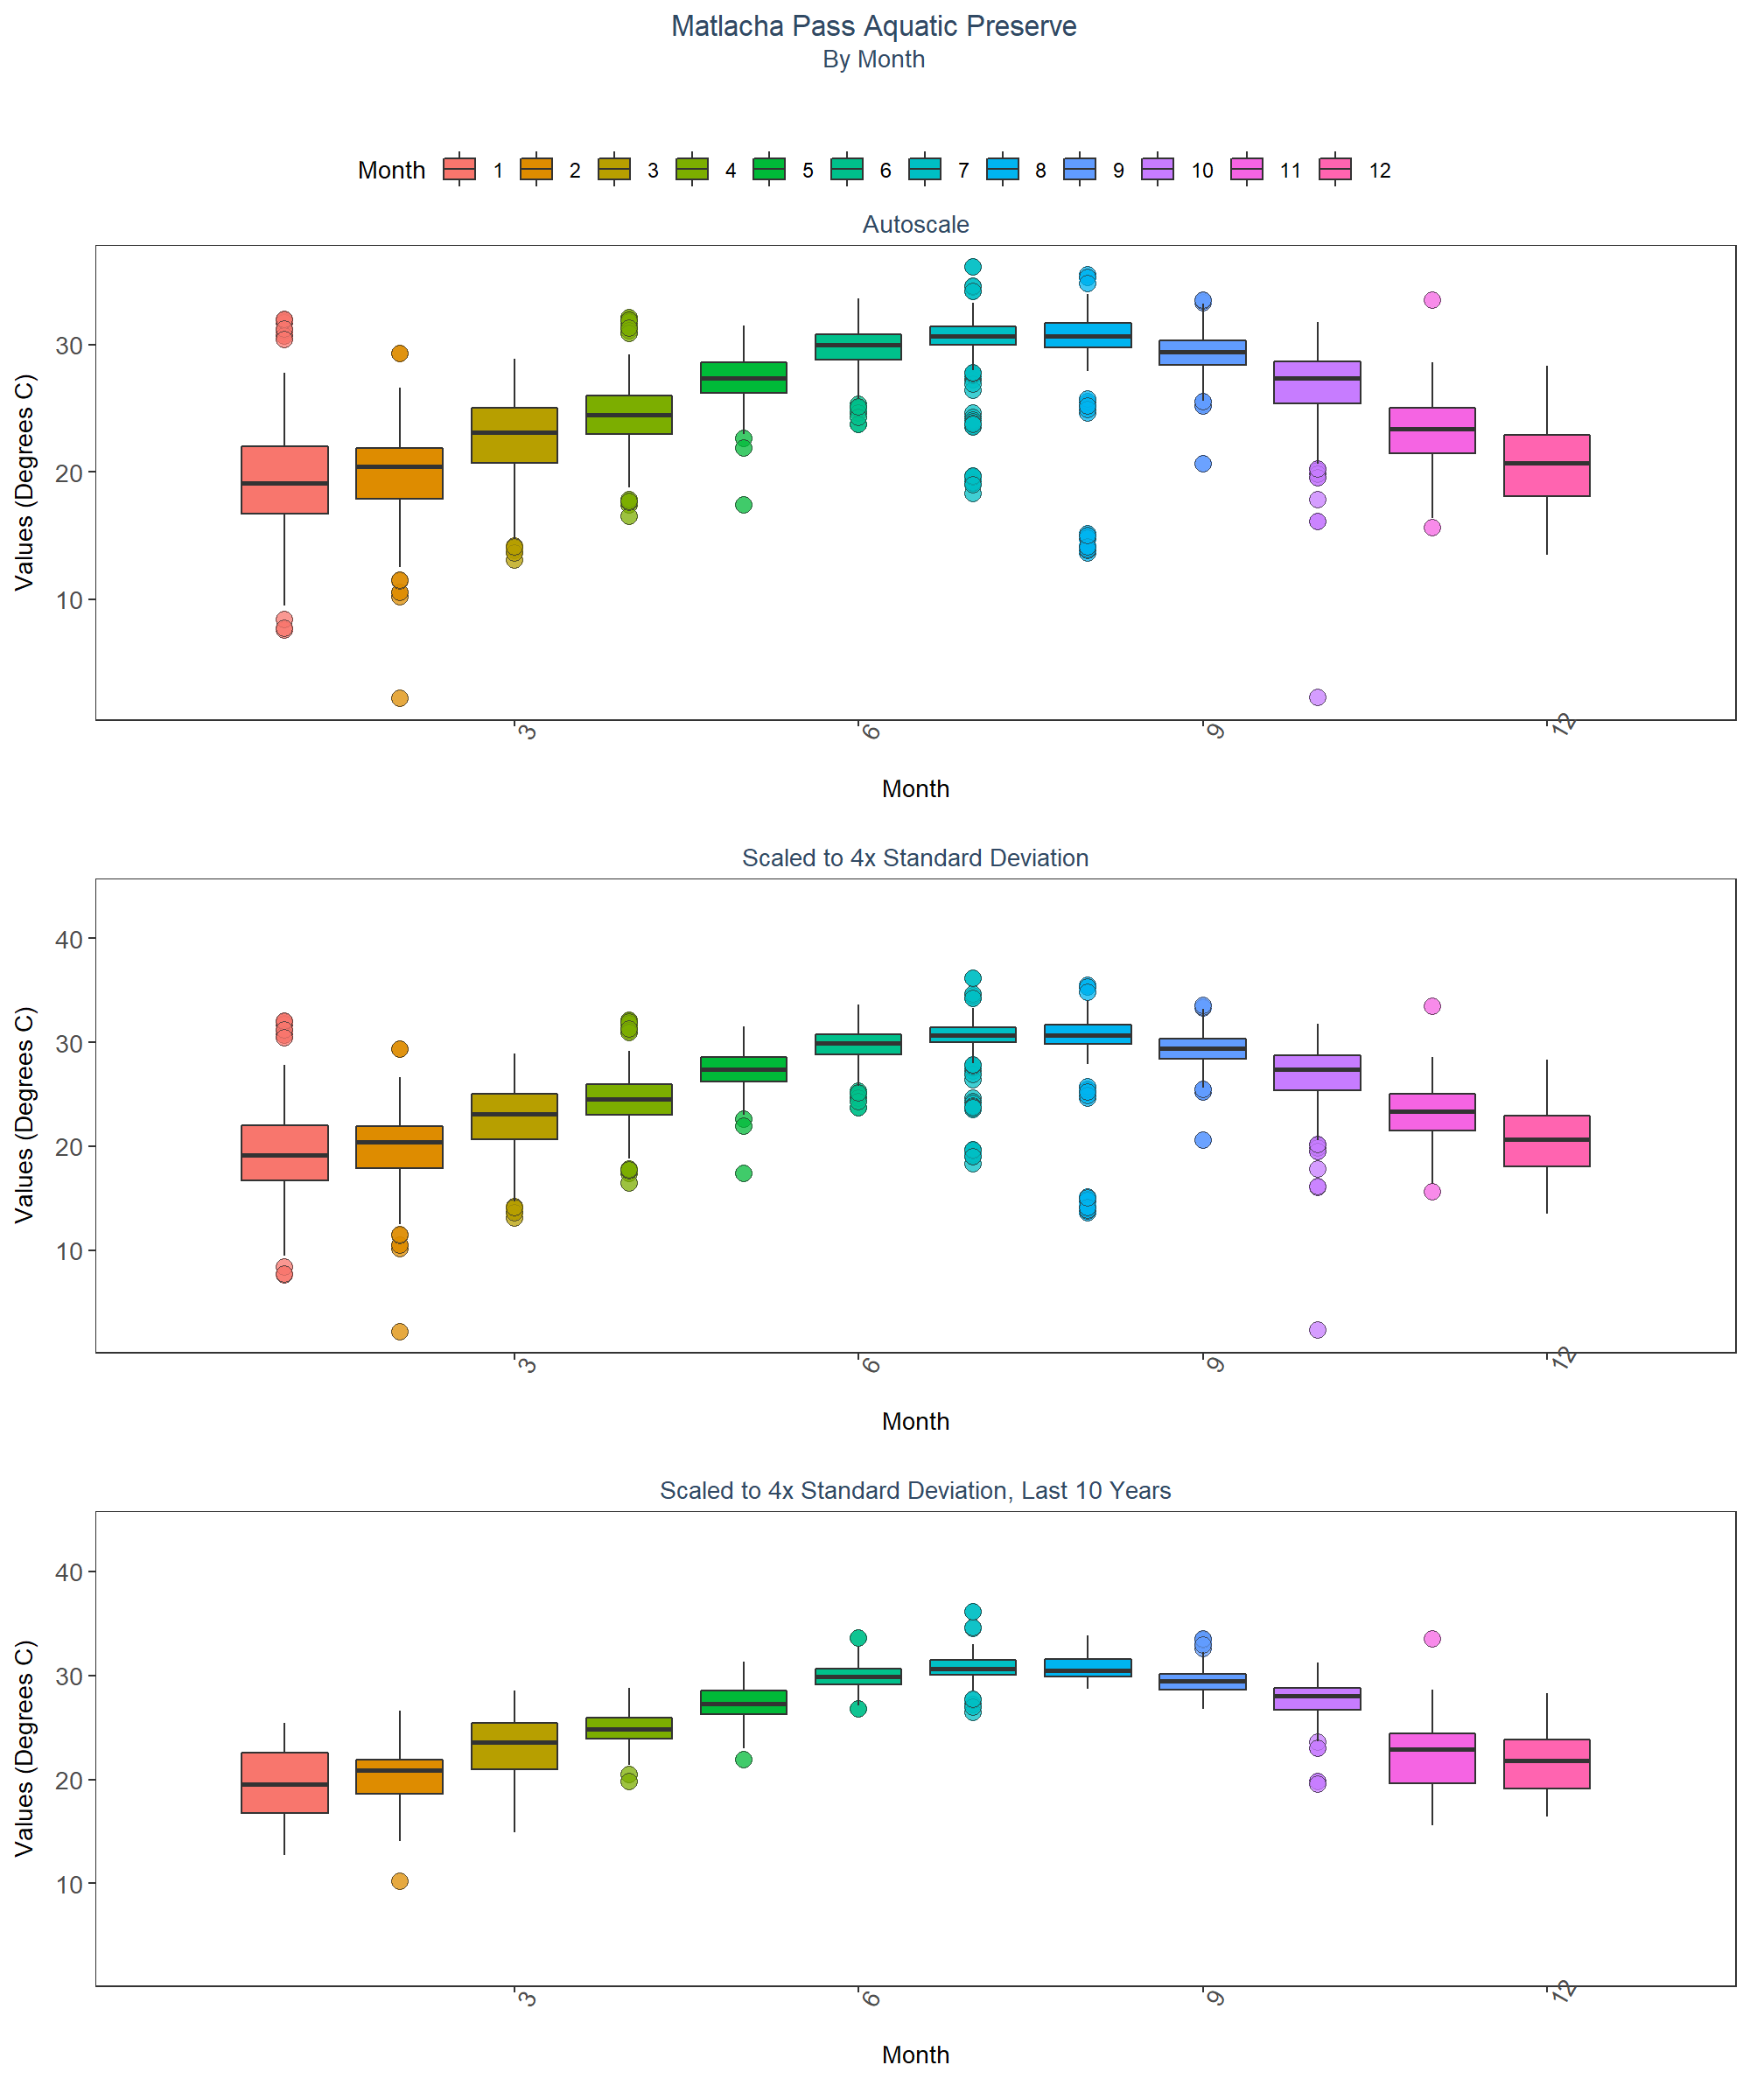 Matlacha Pass Aquatic Preserve
By Month
Month 1 2 3 4 5 6 7 8 9 10 11 12
Autoscale
Values (Degrees C)
30
20
10
3 6 9 12
Month
Scaled to 4x Standard Deviation
Values (Degrees C)
40
30
20
10
3 6 9 12
Month
Scaled to 4x Standard Deviation, Last 10 Years
Values (Degrees C)
40
30
20
10
3 6 9 12
Month